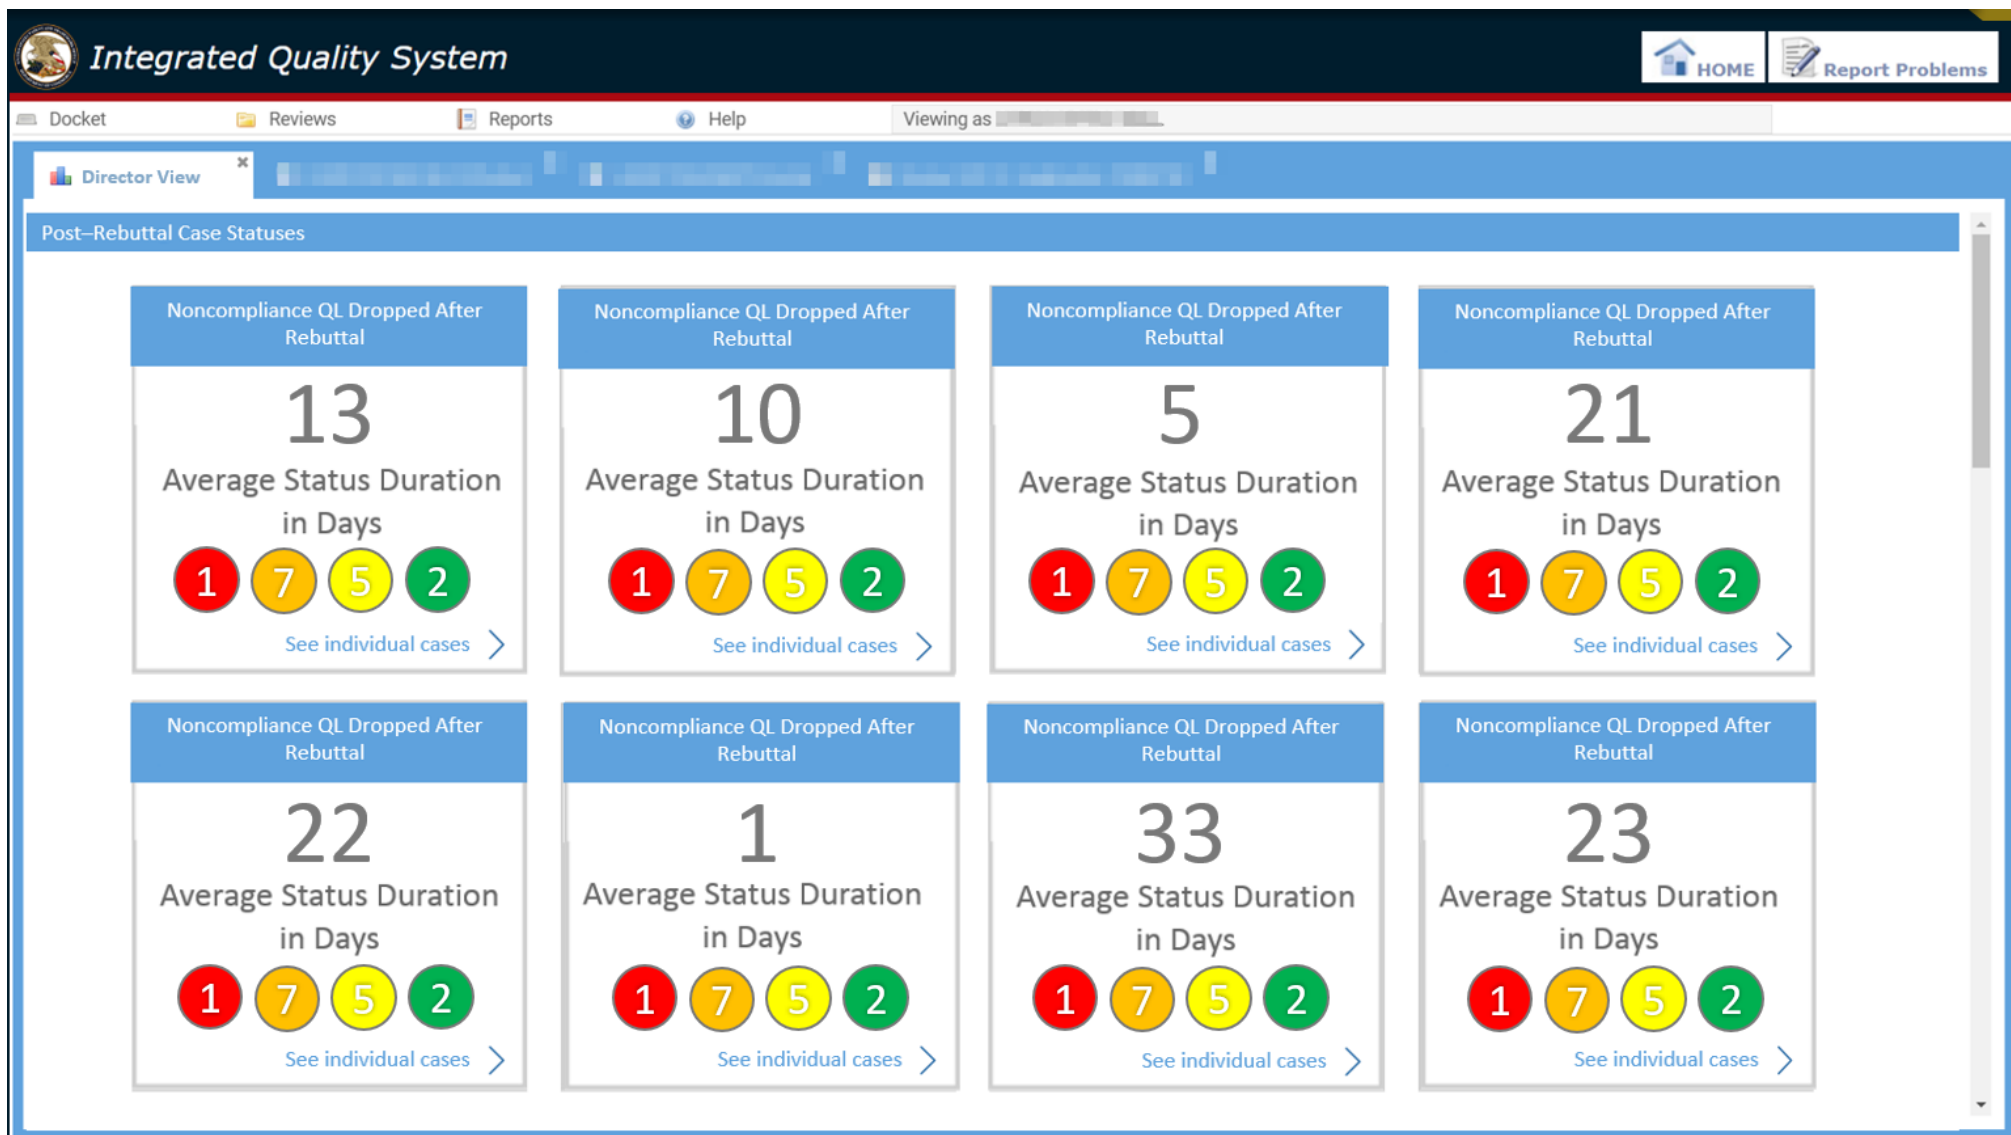 Integrated Quality System
HOME
Report Problems
Docket
Reviews
Reports
Help
Viewing as
Director View
Post–Rebuttal Case Statuses
Noncompliance QL Dropped After
Rebuttal
13
Average Status Duration
in Days
1 7 5 2
See individual cases
Noncompliance QL Dropped After
Rebuttal
10
Average Status Duration
in Days
1 7 5 2
See individual cases
Noncompliance QL Dropped After
Rebuttal
5
Average Status Duration
in Days
1 7 5 2
See individual cases
Noncompliance QL Dropped After
Rebuttal
21
Average Status Duration
in Days
1 7 5 2
See individual cases
Noncompliance QL Dropped After
Rebuttal
22
Average Status Duration
in Days
1 7 5 2
See individual cases
Noncompliance QL Dropped After
Rebuttal
1
Average Status Duration
in Days
1 7 5 2
See individual cases
Noncompliance QL Dropped After
Rebuttal
33
Average Status Duration
in Days
1 7 5 2
See individual cases
Noncompliance QL Dropped After
Rebuttal
23
Average Status Duration
in Days
1 7 5 2
See individual cases